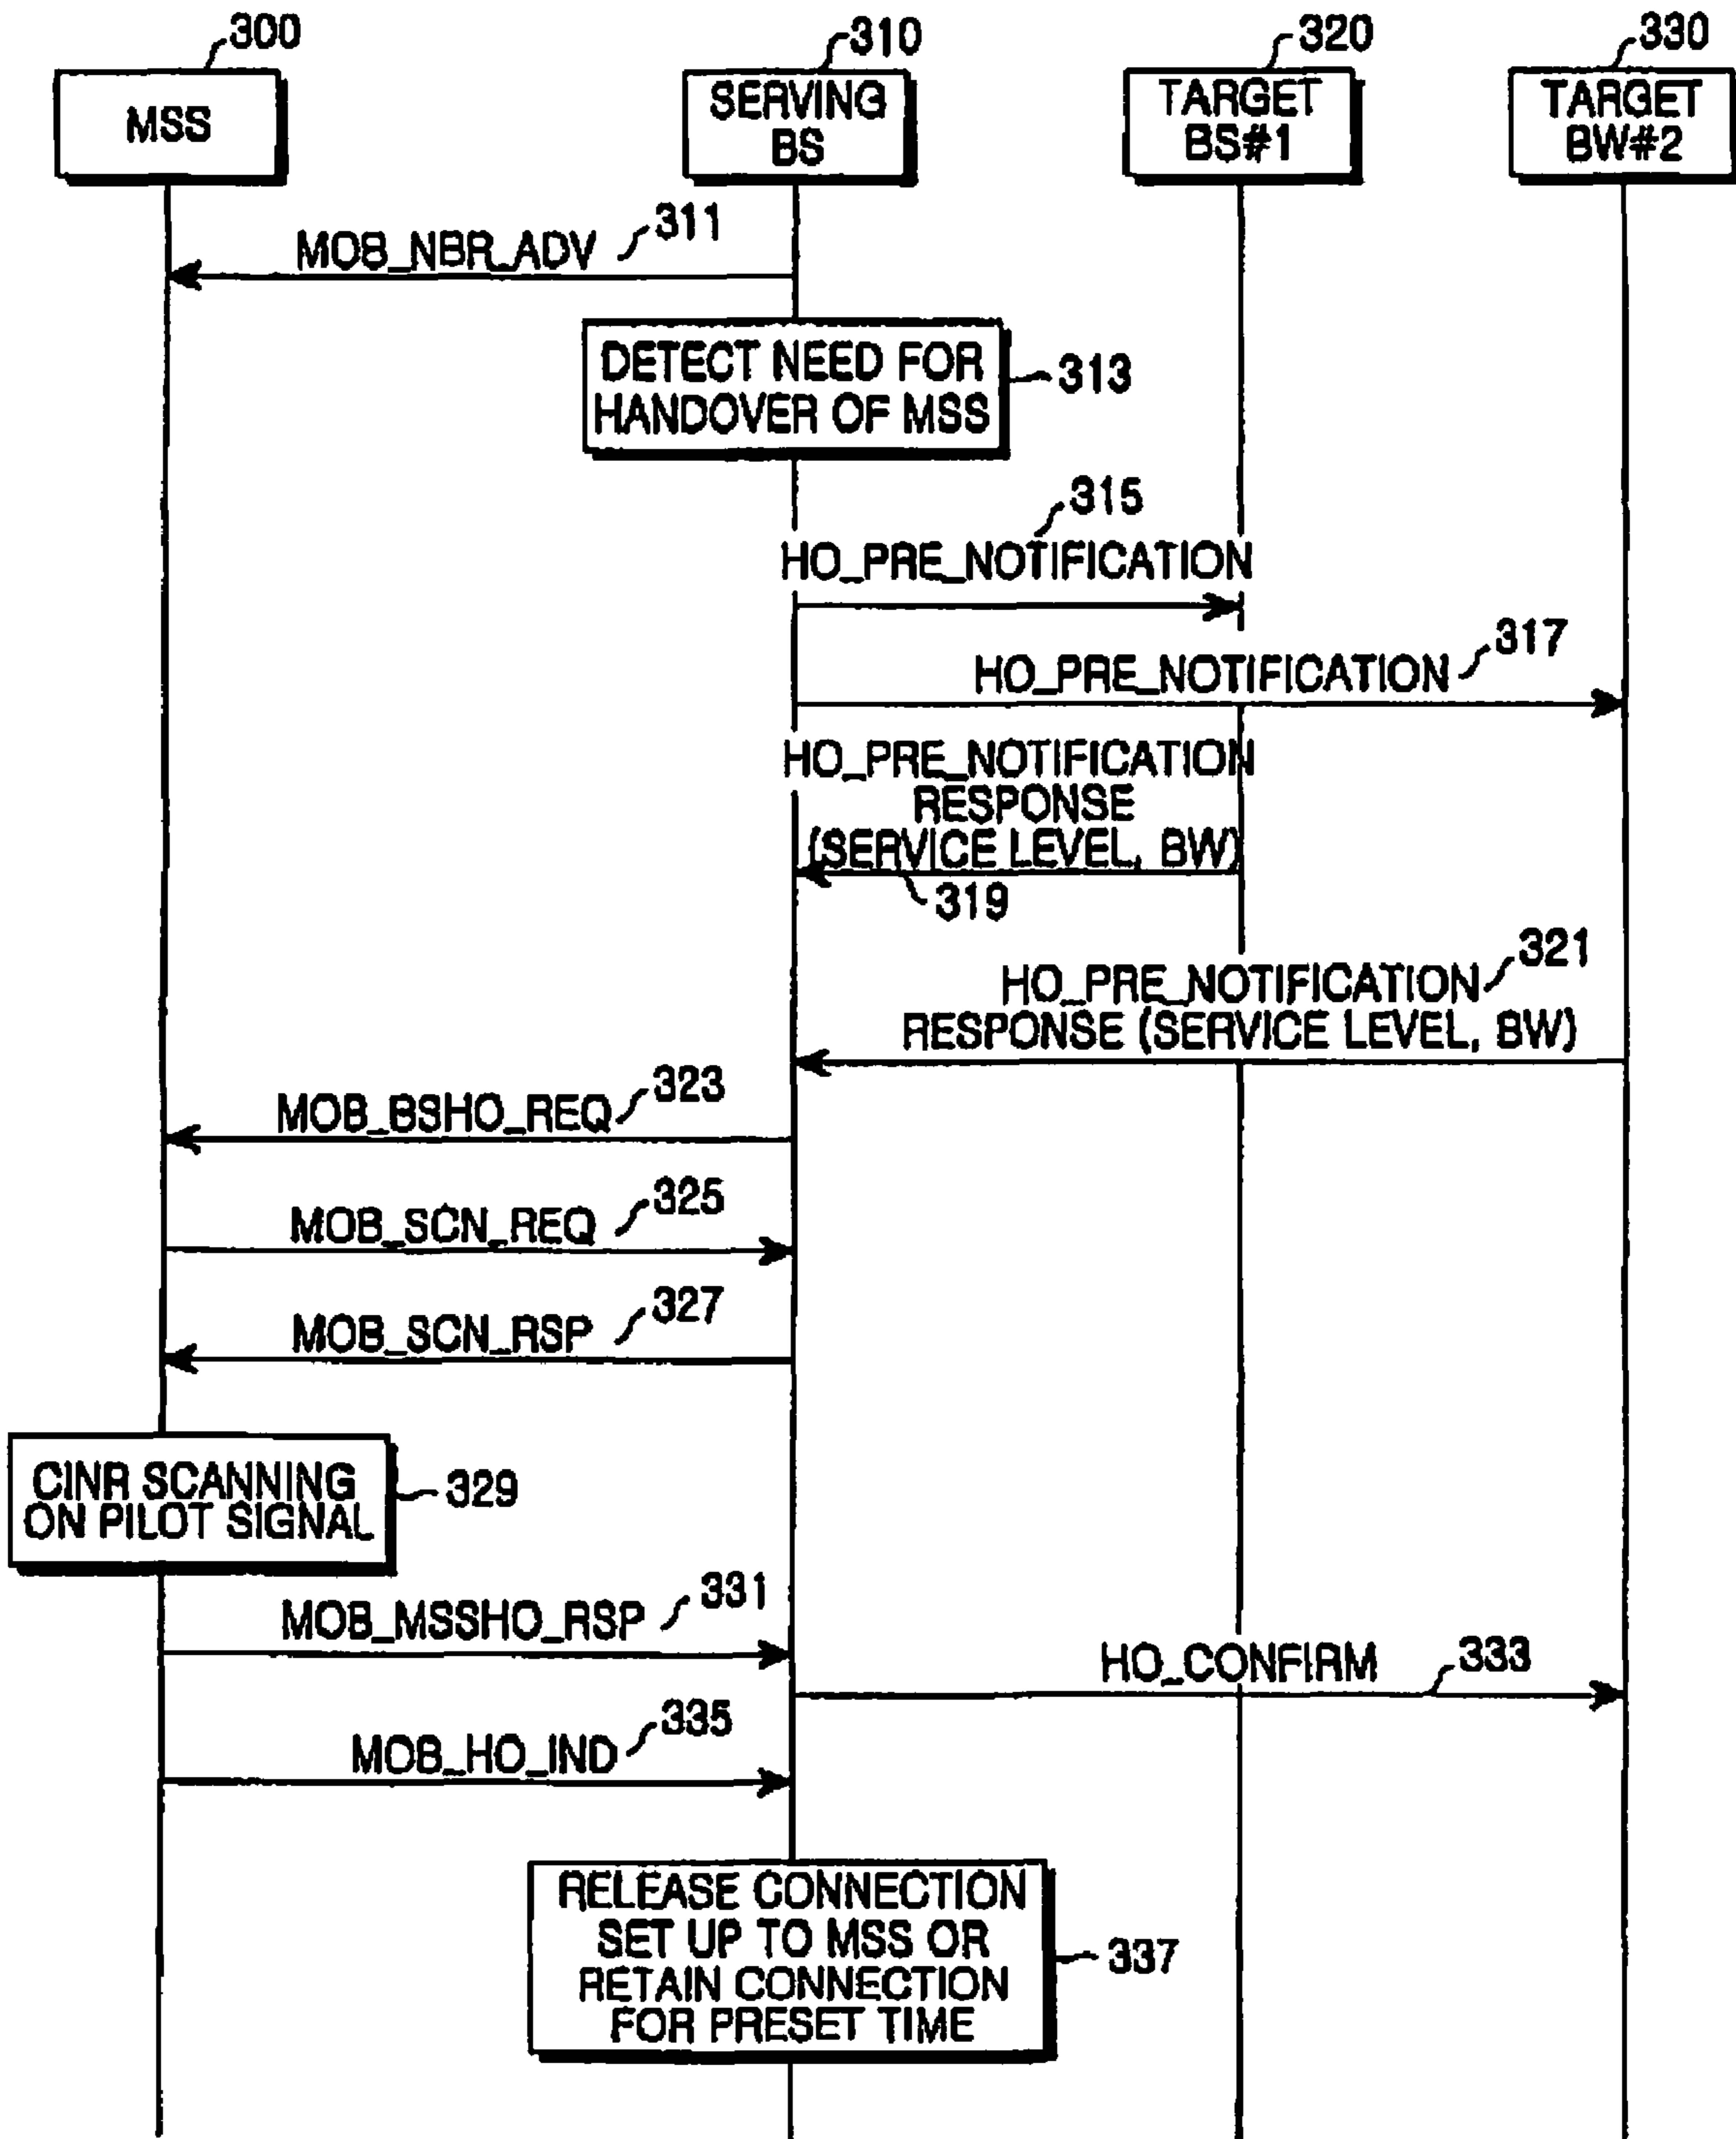 300
310
320
330
MSS
SERVING
BS
TARGET
BS#1
TARGET
BW#2
311
MOB_NBR_ADV
DETECT NEED FOR
HANDOVER OF MSS
313
315
HO_PRE_NOTIFICATION
317
HO_PRE_NOTIFICATION
HO_PRE_NOTIFICATION
RESPONSE
(SERVICE LEVEL, BW)
319
321
HO_PRE_NOTIFICATION
RESPONSE (SERVICE LEVEL, BW)
323
MOB_BSHO_REQ
325
MOB_SCN_REQ
327
MOB_SCN_RSP
CINR SCANNING
ON PILOT SIGNAL
329
331
MOB_MSSHO_RSP
HO_CONFIRM
333
335
MOB_HO_IND
RELEASE CONNECTION
SET UP TO MSS OR
RETAIN CONNECTION
FOR PRESET TIME
337